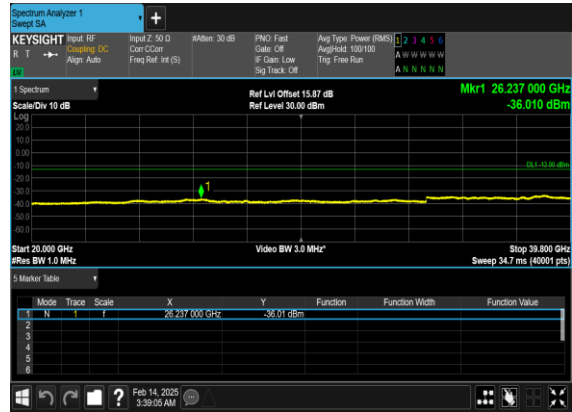 Spectrum Analyzer 1
Swept SA
+
KEYSIGHT Input: RF Input Z: 50 Ω #Atten: 30 dB PNO: Fast Avg Type: Power (RMS) 1 2 3 4 5 6
R T Coupling: DC Corr CCorr Gate: Off Avg|Hold: 100/100 A W W W W W
Align: Auto Freq Ref: Int (S) IF Gain: Low Trig: Free Run
Sig Track: Off A N N N N N
1 Spectrum Ref Lvl Offset 15.87 dB Mkr1 26.237 000 GHz
Scale/Div 10 dB Ref Level 30.00 dBm -36.010 dBm
Log
20.0
10.0
0.00
-10.0
DL1 -13.00 dBm
-20.0
-30.0
1
-40.0
-50.0
-60.0
Start 20.000 GHz Video BW 3.0 MHz* Stop 39.800 GHz
#Res BW 1.0 MHz Sweep 34.7 ms (40001 pts)
5 Marker Table
Mode Trace Scale X Y Function Function Width Function Value
1 N 1 f 26.237 000 GHz -36.01 dBm
2
3
4
5
6
? Feb 14, 2025
3:39:05 AM